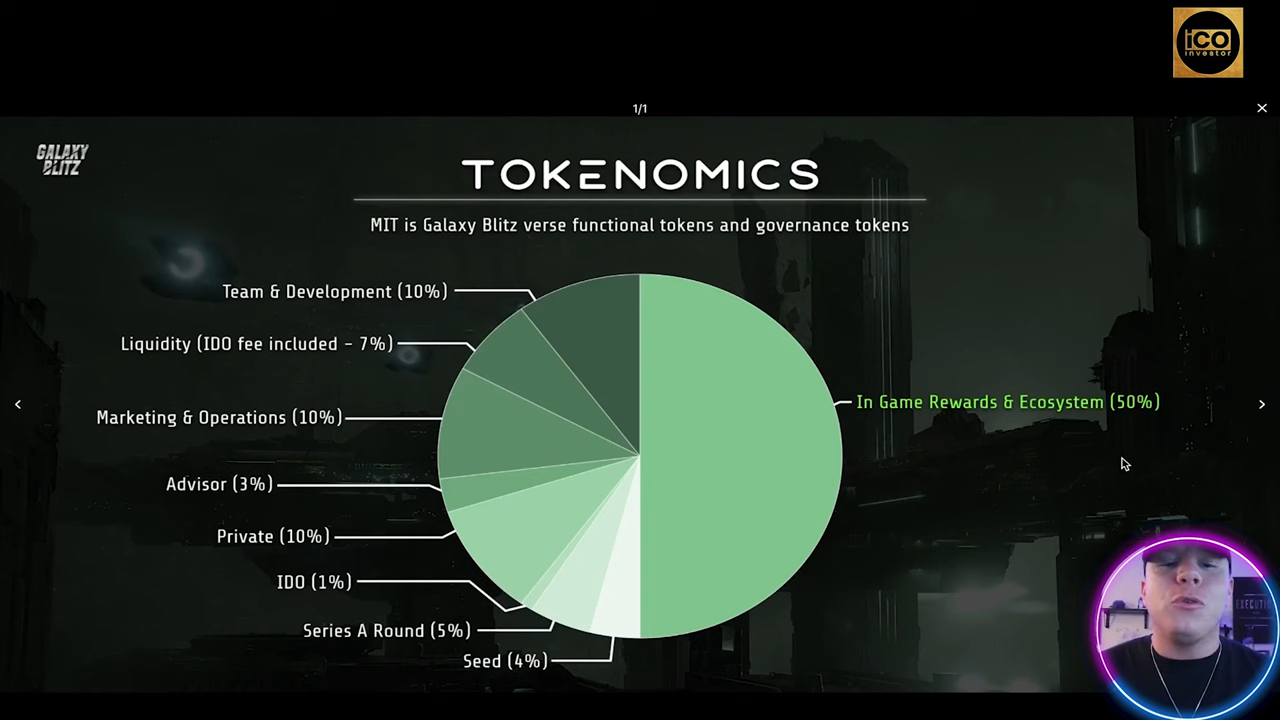 ICO
investor
1/1
GALAXY
BLITZ
TOKENOMICS
MIT is Galaxy Blitz verse functional tokens and governance tokens
Team & Development (10%)
Liquidity (IDO fee included - 7%)
In Game Rewards & Ecosystem (50%)
Marketing & Operations (10%)
Advisor (3%)
Private (10%)
IDO (1%)
Series A Round (5%)
Seed (4%)